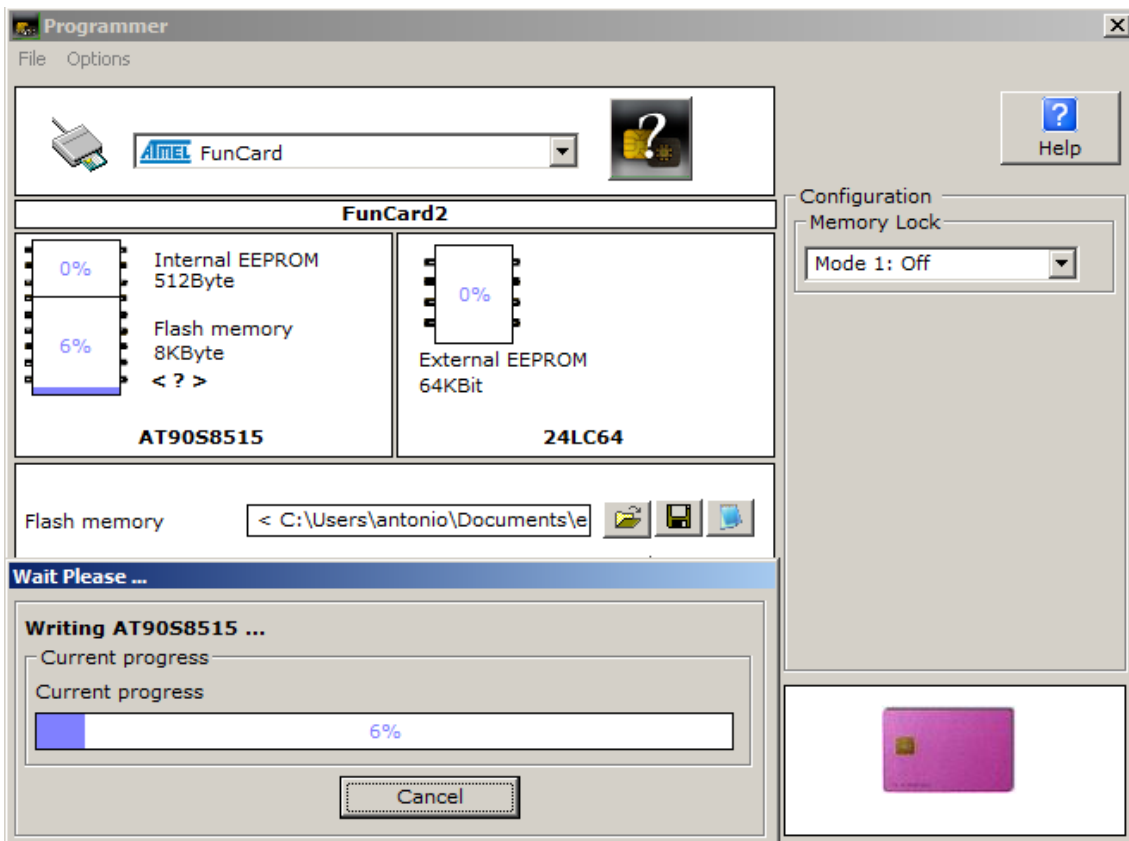 Programmer
File Options
ATMEL FunCard
?
? Help
FunCard2
0%
Internal EEPROM
512Byte
6%
Flash memory
8KByte
< ? >
AT90S8515
0%
External EEPROM
64KBit
24LC64
Configuration
Memory Lock
Mode 1: Off
Flash memory
< C:\Users\antonio\Documents\e
Wait Please ...
Writing AT90S8515 ...
Current progress
Current progress
6%
Cancel